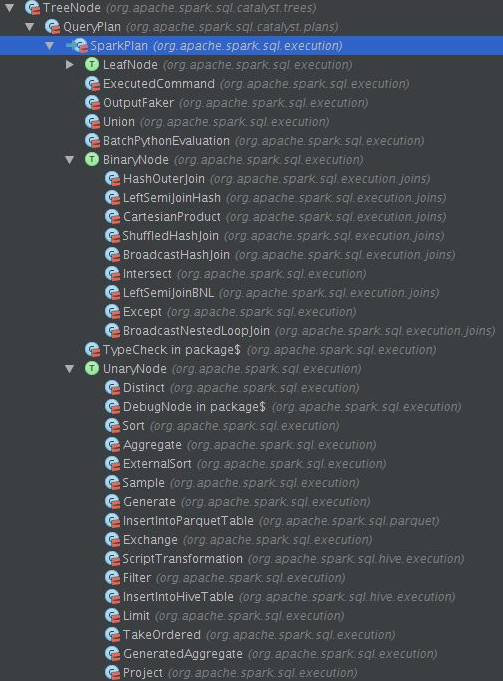 TreeNode (org.apache.spark.sql.catalyst.trees)
QueryPlan (org.apache.spark.sql.catalyst.plans)
SparkPlan (org.apache.spark.sql.execution)
LeafNode (org.apache.spark.sql.execution)
ExecutedCommand (org.apache.spark.sql.execution)
OutputFaker (org.apache.spark.sql.execution)
Union (org.apache.spark.sql.execution)
BatchPythonEvaluation (org.apache.spark.sql.execution)
BinaryNode (org.apache.spark.sql.execution)
HashOuterJoin (org.apache.spark.sql.execution.joins)
LeftSemiJoinHash (org.apache.spark.sql.execution.joins)
CartesianProduct (org.apache.spark.sql.execution.joins)
ShuffledHashJoin (org.apache.spark.sql.execution.joins)
BroadcastHashJoin (org.apache.spark.sql.execution.joins)
Intersect (org.apache.spark.sql.execution)
LeftSemiJoinBNL (org.apache.spark.sql.execution.joins)
Except (org.apache.spark.sql.execution)
BroadcastNestedLoopJoin (org.apache.spark.sql.execution.joins)
TypeCheck in package$ (org.apache.spark.sql.execution)
UnaryNode (org.apache.spark.sql.execution)
Distinct (org.apache.spark.sql.execution)
DebugNode in package$ (org.apache.spark.sql.execution)
Sort (org.apache.spark.sql.execution)
Aggregate (org.apache.spark.sql.execution)
ExternalSort (org.apache.spark.sql.execution)
Sample (org.apache.spark.sql.execution)
Generate (org.apache.spark.sql.execution)
InsertIntoParquetTable (org.apache.spark.sql.parquet)
Exchange (org.apache.spark.sql.execution)
ScriptTransformation (org.apache.spark.sql.hive.execution)
Filter (org.apache.spark.sql.execution)
InsertIntoHiveTable (org.apache.spark.sql.hive.execution)
Limit (org.apache.spark.sql.execution)
TakeOrdered (org.apache.spark.sql.execution)
GeneratedAggregate (org.apache.spark.sql.execution)
Project (org.apache.spark.sql.execution)